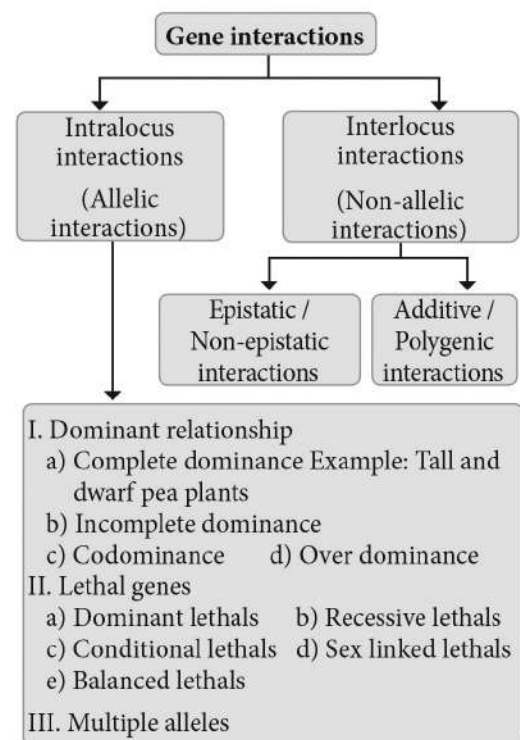 Gene interactions
Intralocus
interactions
(Allelic
interactions)
Interlocus
interactions
(Non-allelic
interactions)
Epistatic /
Non-epistatic
interactions
Additive /
Polygenic
interactions
I. Dominant relationship
a) Complete dominance Example: Tall and
dwarf pea plants
b) Incomplete dominance
c) Codominance d) Over dominance
II. Lethal genes
a) Dominant lethals b) Recessive lethals
c) Conditional lethals d) Sex linked lethals
e) Balanced lethals
III. Multiple alleles